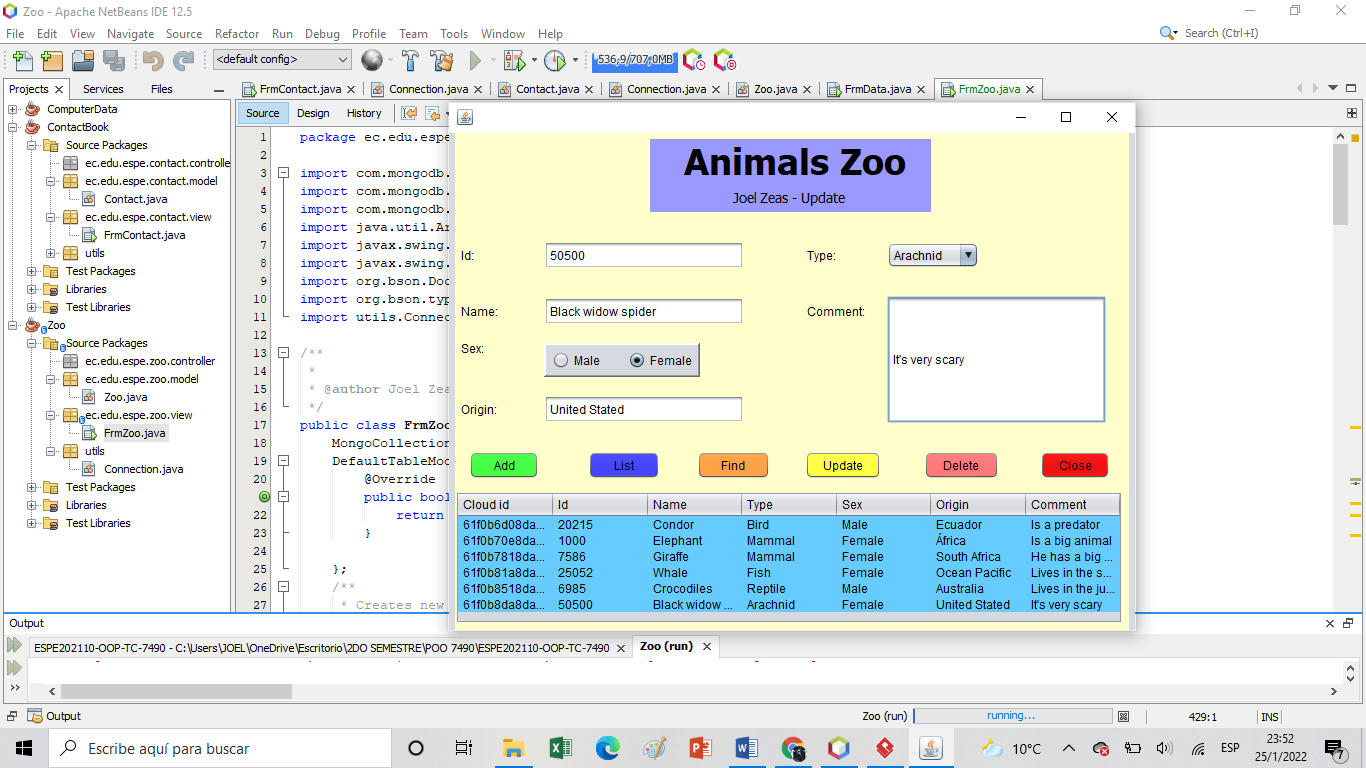 Zoo - Apache NetBeans IDE 12.5
File Edit View Navigate Source Refactor Run Debug Profile Team Tools Window Help
Search (Ctrl+I)
<default config>
536,9/707,0MB
Projects Services Files
FrmContact.java Connection.java Contact.java Connection.java Zoo.java FrmData.java FrmZoo.java
Source Design History
ComputerData
ContactBook
Source Packages
ec.edu.espe.contact.controlle
ec.edu.espe.contact.model
Contact.java
ec.edu.espe.contact.view
FrmContact.java
utils
Test Packages
Libraries
Test Libraries
Zoo
Source Packages
ec.edu.espe.zoo.controller
ec.edu.espe.zoo.model
Zoo.java
ec.edu.espe.zoo.view
FrmZoo.java
utils
Connection.java
Test Packages
Libraries
Test Libraries
1 package ec.edu.espe
2
3 import com.mongodb.
4 import com.mongodb.
5 import com.mongodb.
6 import java.util.Ar
7 import javax.swing.
8 import javax.swing.
9 import org.bson.Doc
10 import org.bson.typ
11 import utils.Connec
12
13 /**
14 *
15 * @author Joel Zea
16 */
17 public class FrmZoo
18 MongoCollection
19 DefaultTableMod
20 @Override
public bool
22 return
23 }
24
25 };
26 /**
27 * Creates new
Animals Zoo
Joel Zeas - Update
Id: 50500 Type: Arachnid
Name: Black widow spider Comment:
Sex: Male Female
It's very scary
Origin: United Stated
Add List Find Update Delete Close
Cloud id Id Name Type Sex Origin Comment
61f0b6d08da... 20215 Condor Bird Male Ecuador Is a predator
61f0b70e8da... 1000 Elephant Mammal Female África Is a big animal
61f0b7818da... 7586 Giraffe Mammal Female South Africa He has a big ...
61f0b81a8da... 25052 Whale Fish Female Ocean Pacific Lives in the s...
61f0b8518da... 6985 Crocodiles Reptile Male Australia Lives in the ju...
61f0b8da8da... 50500 Black widow ... Arachnid Female United Stated It's very scary
Output
ESPE202110-OOP-TC-7490 - C:\Users\JOEL\OneDrive\Escritorio\2DO SEMESTRE\POO 7490\ESPE202110-OOP-TC-7490 Zoo (run)
Output
Zoo (run) running...
429:1 INS
Escribe aquí para buscar
10°C
ESP
23:52
25/1/2022
7